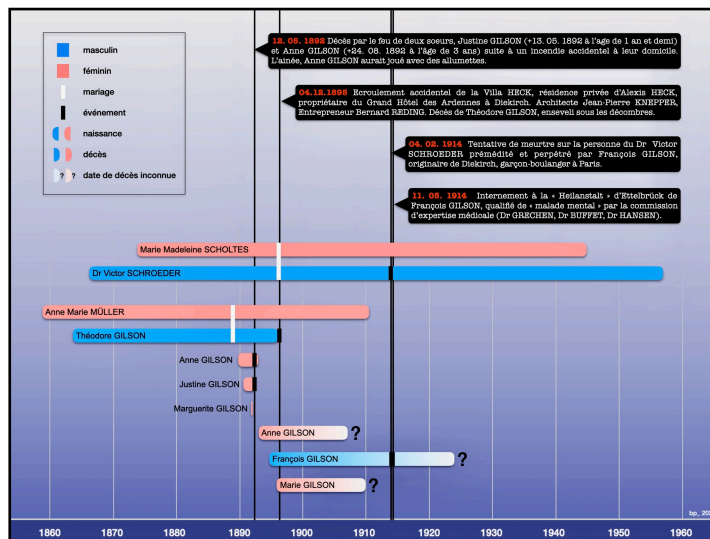 masculin
féminin
mariage
événement
naissance
décès
? ? date de décès inconnue
12. 05. 1892 Décès par le feu de deux soeurs, Justine GILSON (+13. 05. 1892 à l'age de 1 an et demi)
et Anne GILSON (+24. 08. 1892 à l'âge de 3 ans) suite à un incendie accidentel à leur domicile.
L'ainée, Anne GILSON aurait joué avec des allumettes.
04.12.1895 Ecroulement accidentel de la Villa HECK, résidence privée d'Alexis HECK,
propriétaire du Grand Hôtel des Ardennes à Diekirch. Architecte Jean-Pierre KNEPPER,
Entrepreneur Bernard REDING. Décès de Théodore GILSON, enseveli sous les décombres.
04. 02. 1914 Tentative de meurtre sur la personne du Dr Victor
SCHROEDER prémédité et perpétré par François GILSON,
originaire de Diekirch, garçon-boulanger à Paris.
11. 05. 1914 Internement à la « Heilanstalt » d'Ettelbrück de
François GILSON, qualifié de « malade mental » par la commission
d'expertise médicale (Dr GRECHEN, Dr BUFFET, Dr HANSEN).
Marie Madeleine SCHOLTES
Dr Victor SCHROEDER
Anne Marie MÜLLER
Théodore GILSON
Anne GILSON
Justine GILSON
Marguerite GILSON
Anne GILSON ?
François GILSON ?
Marie GILSON ?
1860 1870 1880 1890 1900 1910 1920 1930 1940 1950 1960